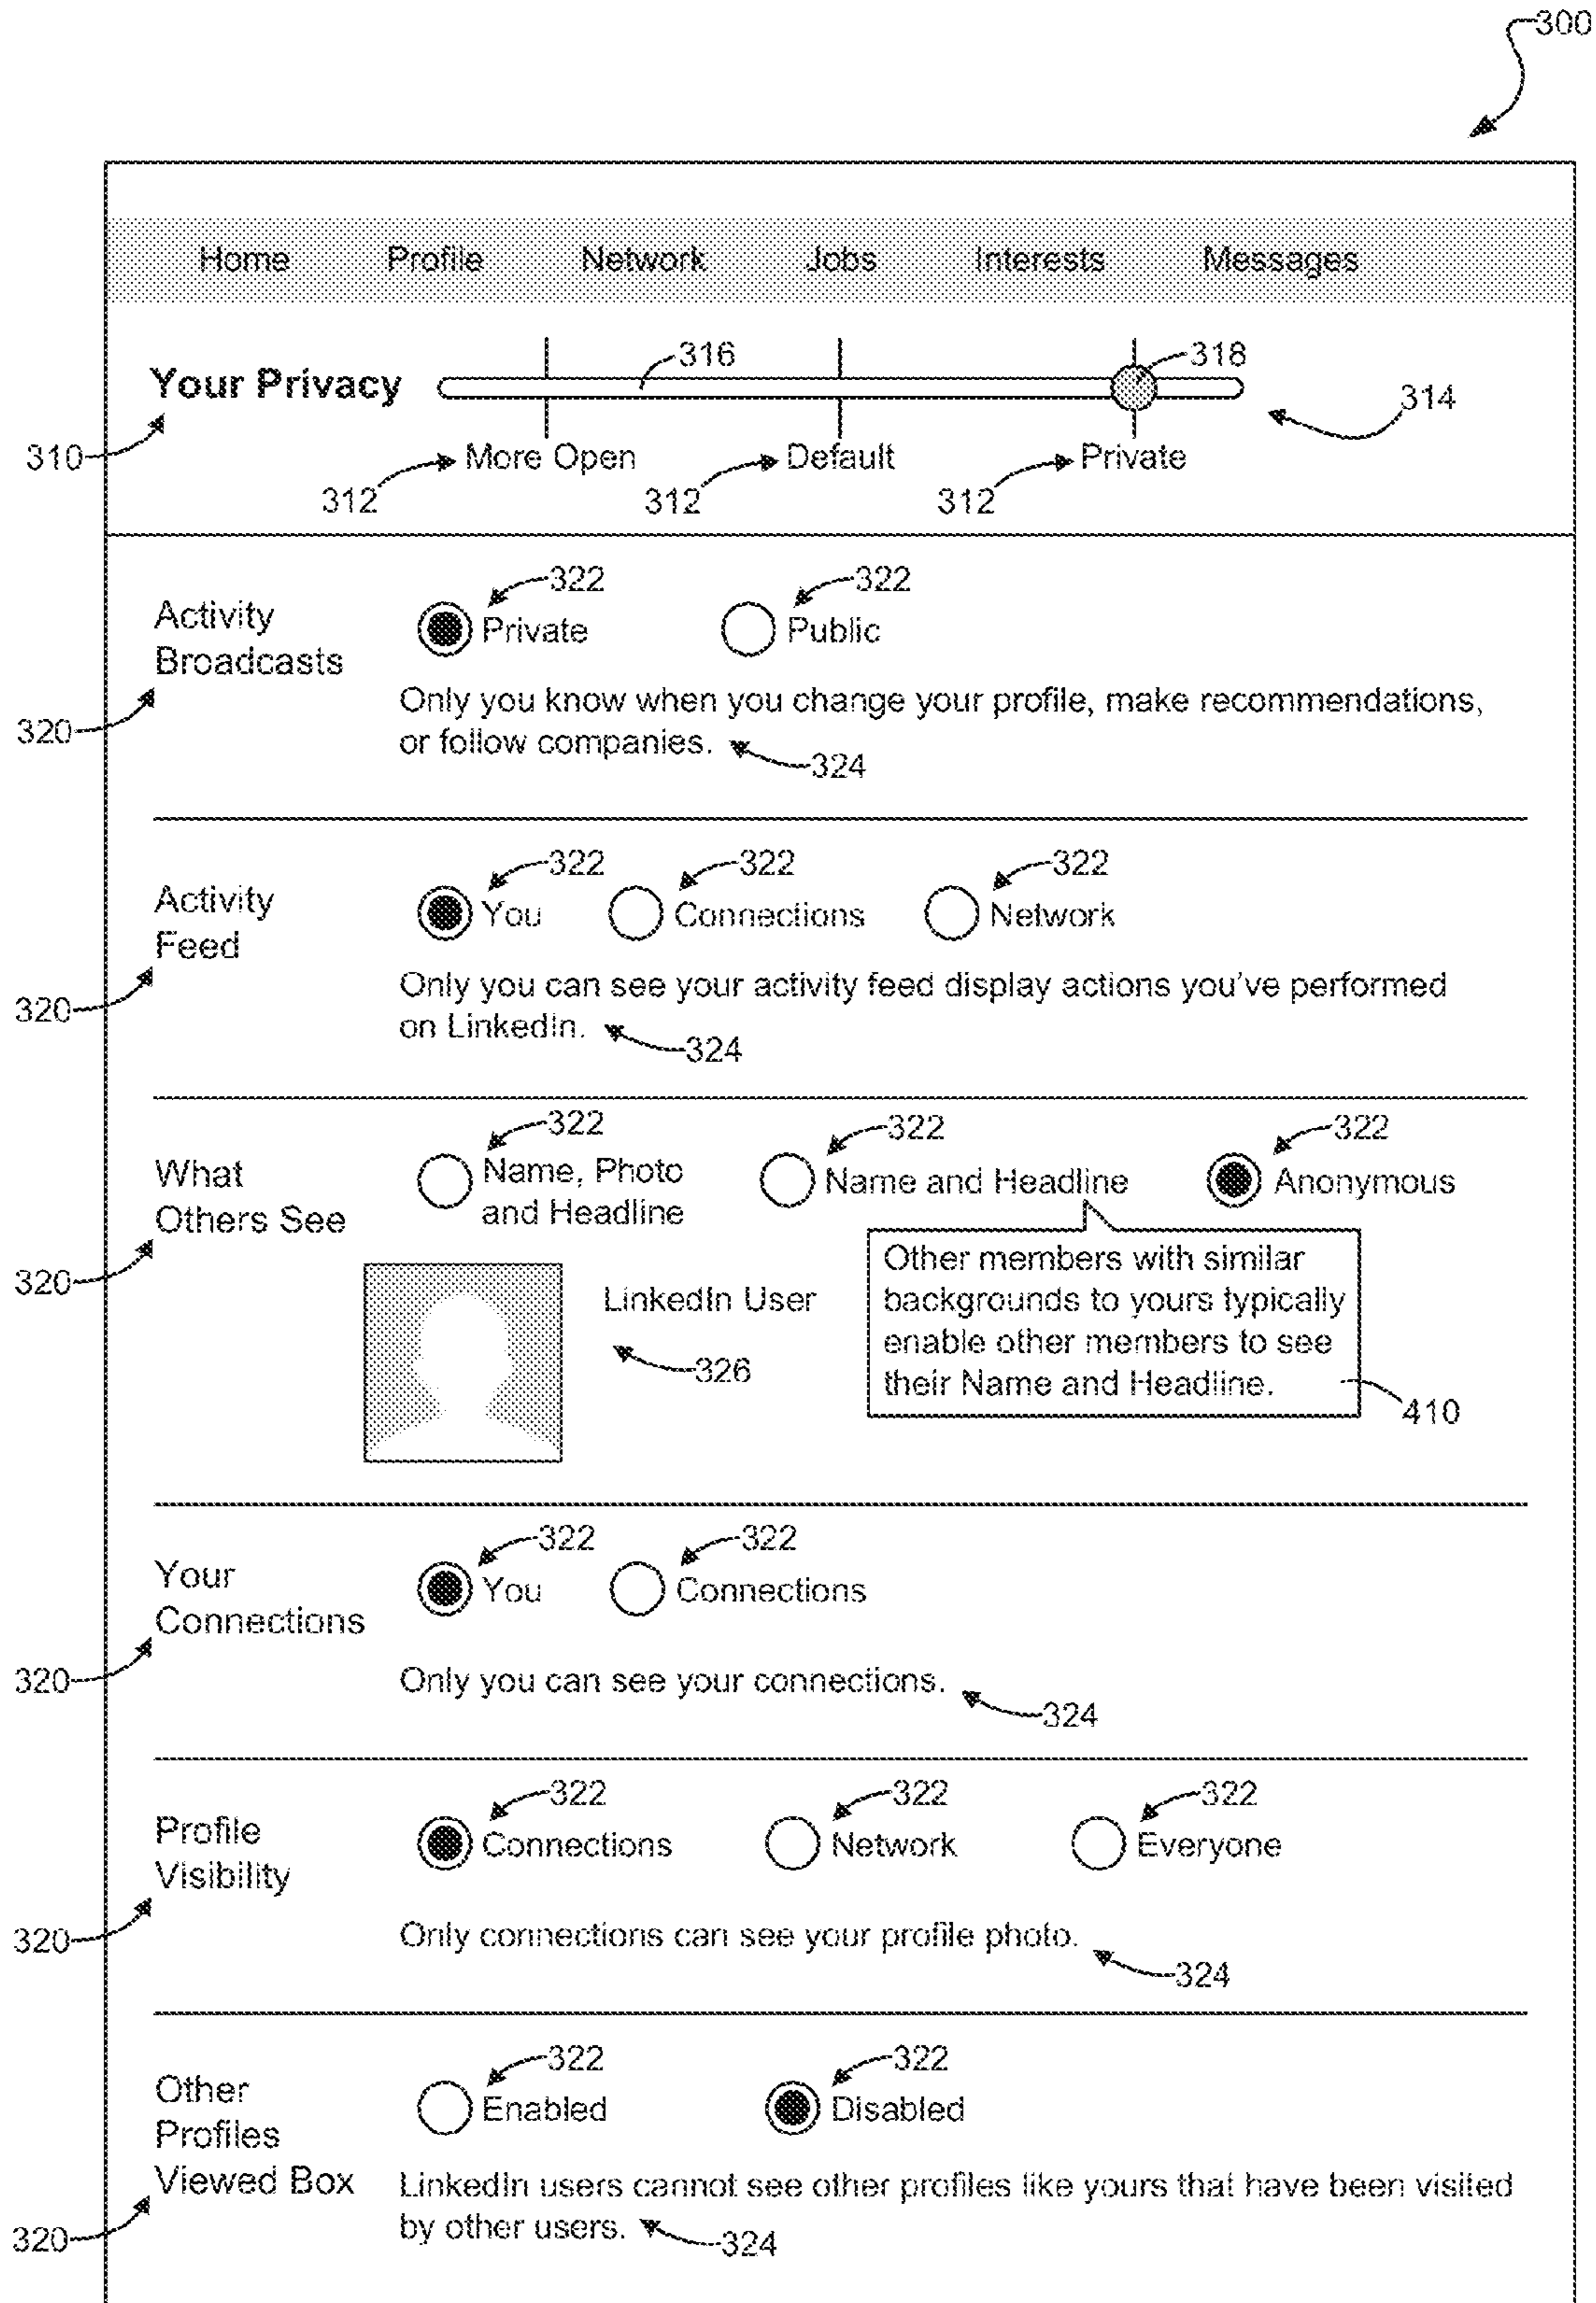 300
Home Profile Network Jobs Interests Messages
316 318
Your Privacy
314
310 More Open Default Private
312 312 312
322 322
Activity Private Public
Broadcasts
320 Only you know when you change your profile, make recommendations,
or follow companies. 324
322 322 322
Activity You Connections Network
Feed
320 Only you can see your activity feed display actions you've performed
on LinkedIn. 324
322 322 322
What Name, Photo Name and Headline Anonymous
Others See and Headline
320 LinkedIn User
326
Other members with similar
backgrounds to yours typically
enable other members to see
their Name and Headline.
410
322 322
Your You Connections
Connections
320 Only you can see your connections.
324
322 322 322
Profile Connections Network Everyone
Visibility
320 Only connections can see your profile photo.
324
322 322
Other Enabled Disabled
Profiles
Viewed Box LinkedIn users cannot see other profiles like yours that have been visited
320 by other users. 324